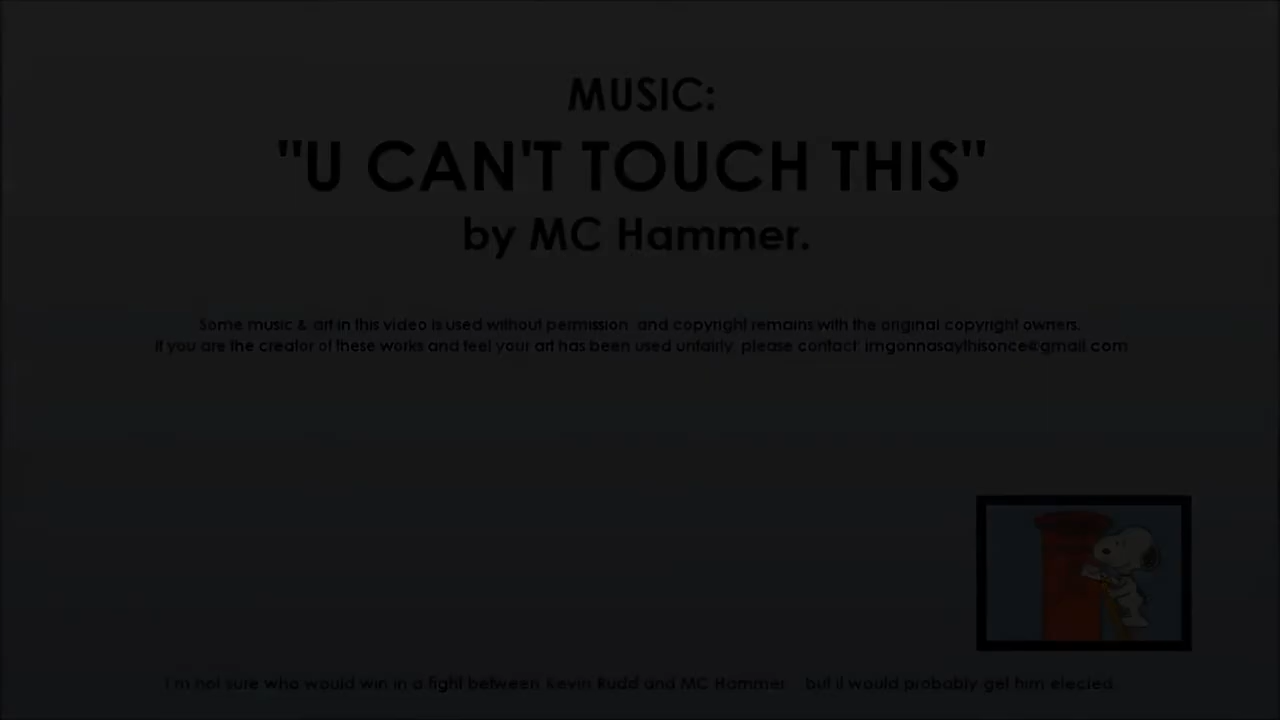 MUSIC:
"U CAN'T TOUCH THIS"
by MC Hammer.
Some music & art in this video is used without permission, and copyright remains with the original copyright owners.
If you are the creator of these works and feel your art has been used unfairly, please contact: imgonnasaythisonce@gmail.com
I'm not sure who would win in a fight between Kevin Rudd and MC Hammer... but it would probably get him elected.